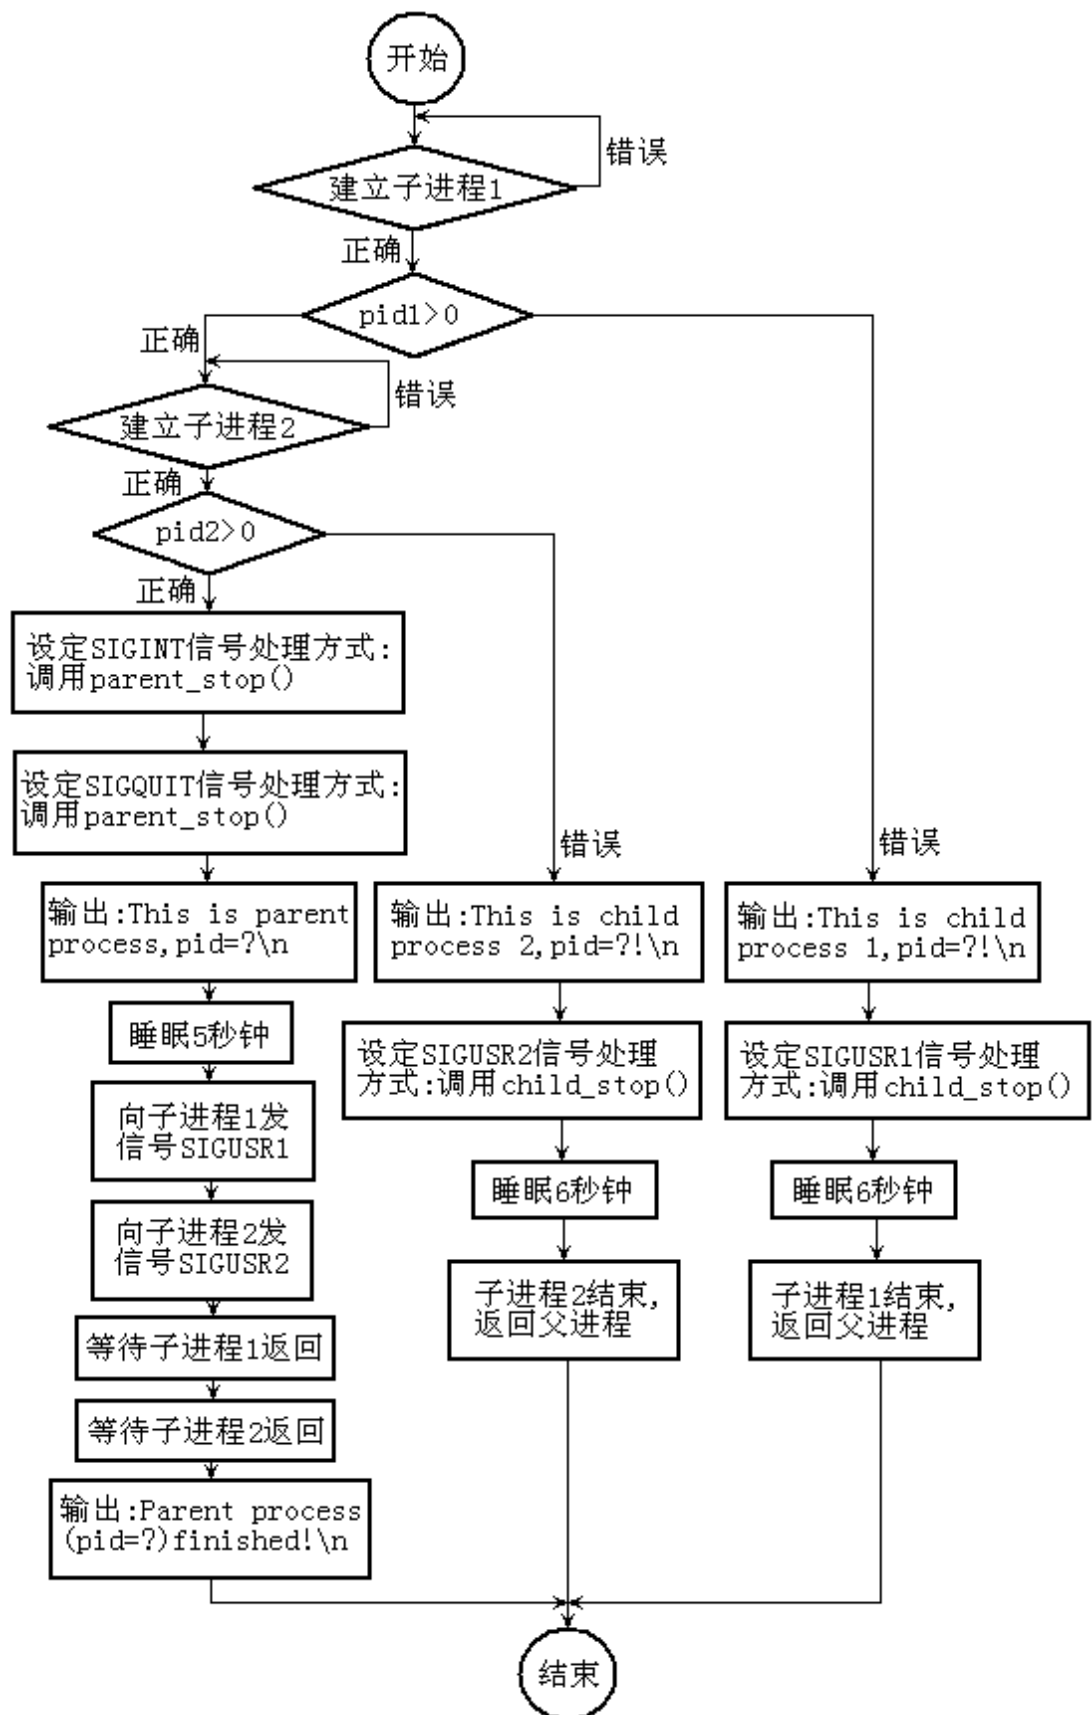 开始
错误
建立子进程1
正确
pid1>0
正确
错误
建立子进程2
正确
pid2>0
正确
设定SIGINT信号处理方式:
调用parent_stop()
设定SIGQUIT信号处理方式:
调用parent_stop()
错误
错误
输出:This is parent
process,pid=?\n
输出:This is child
process 2,pid=?!\n
输出:This is child
process 1,pid=?!\n
睡眠5秒钟
设定SIGUSR2信号处理
方式:调用child_stop()
设定SIGUSR1信号处理
方式:调用child_stop()
向子进程1发
信号SIGUSR1
睡眠6秒钟
睡眠6秒钟
向子进程2发
信号SIGUSR2
子进程2结束,
返回父进程
子进程1结束,
返回父进程
等待子进程1返回
等待子进程2返回
输出:Parent process
(pid=?)finished!\n
结束